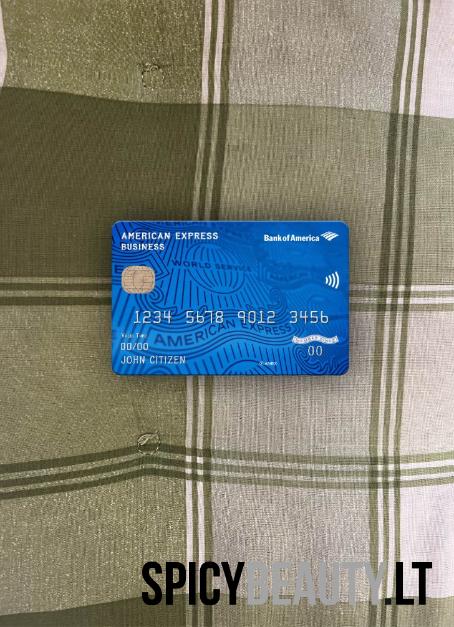 AMERICAN EXPRESS
BUSINESS
Bank of America
WORLD SERVICE
1234 5678 9012 3456
AMERICAN EXPRESS
00/00
00
JOHN CITIZEN
SPICYBEAUTY.LT